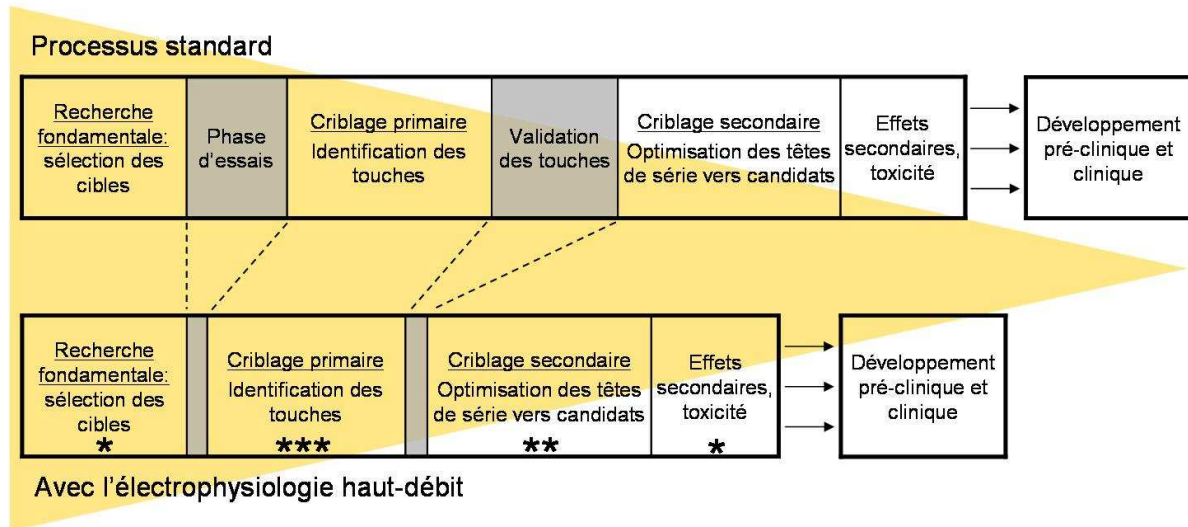 Processus standard
Recherche
fondamentale:
sélection des
cibles
Phase
d'essais
Criblage primaire
Identification des
touches
Validation
des touches
Criblage secondaire
Optimisation des têtes
de série vers candidats
Effets
secondaires,
toxicité
Développement
pré-clinique et
clinique
Recherche
fondamentale:
sélection des
cibles
*
Criblage primaire
Identification des
touches
***
Criblage secondaire
Optimisation des têtes
de série vers candidats
**
Effets
secondaires,
toxicité
*
Développement
pré-clinique et
clinique
Avec l'électrophysiologie haut-débit